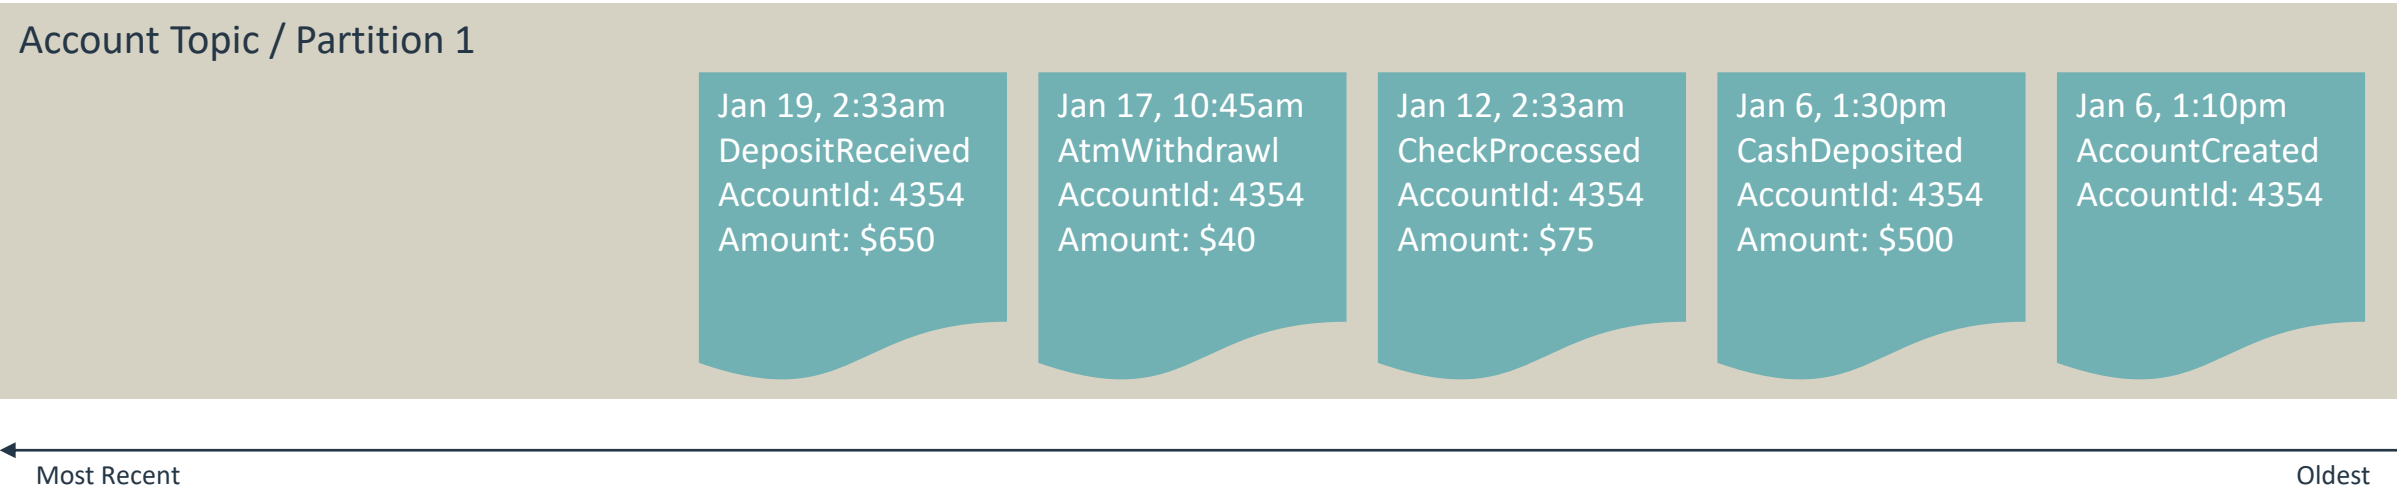 Account Topic / Partition 1
Jan 19, 2:33am
DepositReceived
AccountId: 4354
Amount: $650
Jan 17, 10:45am
AtmWithdrawl
AccountId: 4354
Amount: $40
Jan 12, 2:33am
CheckProcessed
AccountId: 4354
Amount: $75
Jan 6, 1:30pm
CashDeposited
AccountId: 4354
Amount: $500
Jan 6, 1:10pm
AccountCreated
AccountId: 4354
Most Recent
Oldest